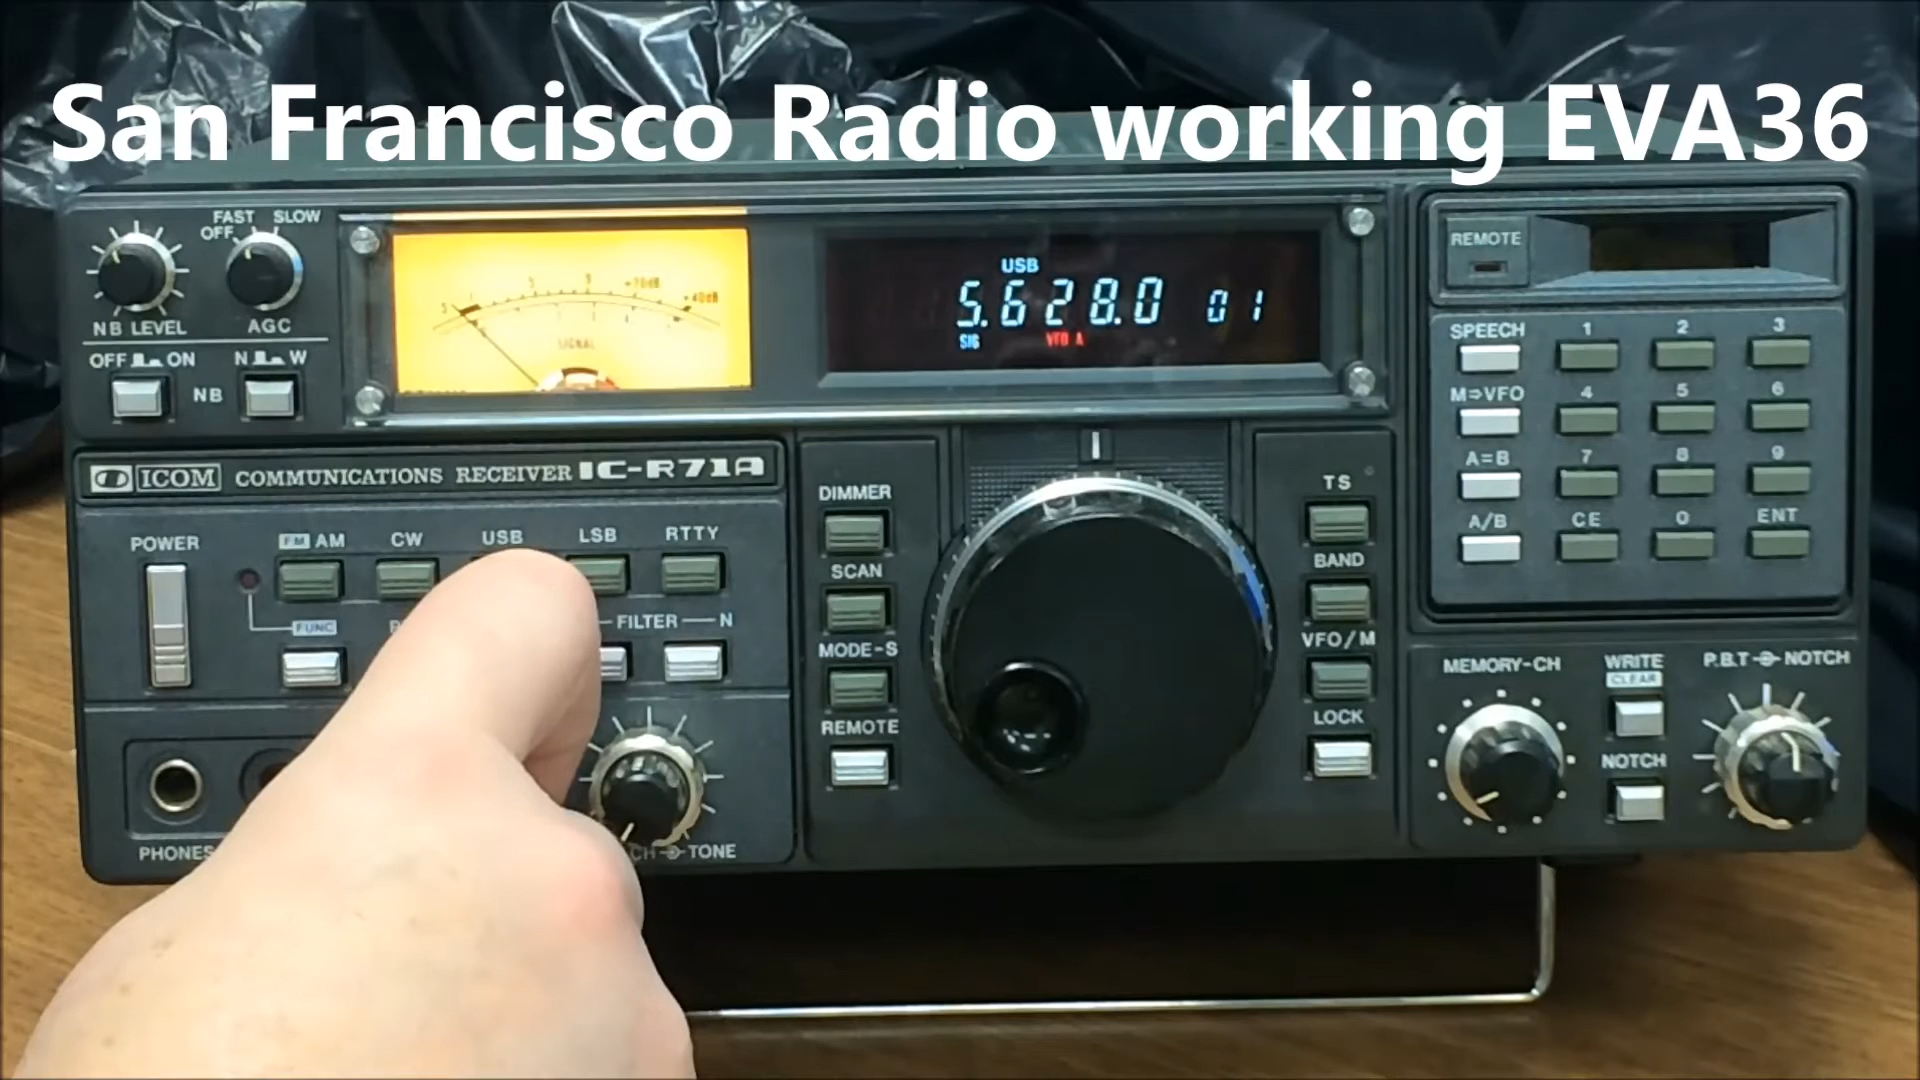 San Francisco Radio working EVA36
FAST SLOW
OFF
NB LEVEL
AGC
OFF ON
N W
NB
SIGNAL
USB
5.628.0 01
SIG VFO A
REMOTE
SPEECH 1 2 3
M⇒VFO 4 5 6
A=B 7 8 9
A/B CE 0 ENT
ICOM COMMUNICATIONS RECEIVER IC-R71A
POWER
FM AM CW USB LSB RTTY
FUNC
FILTER N
PHONES
TONE
DIMMER
SCAN
MODE-S
REMOTE
TS
BAND
VFO/M
LOCK
MEMORY-CH
WRITE
CLEAR
NOTCH
P.B.T NOTCH